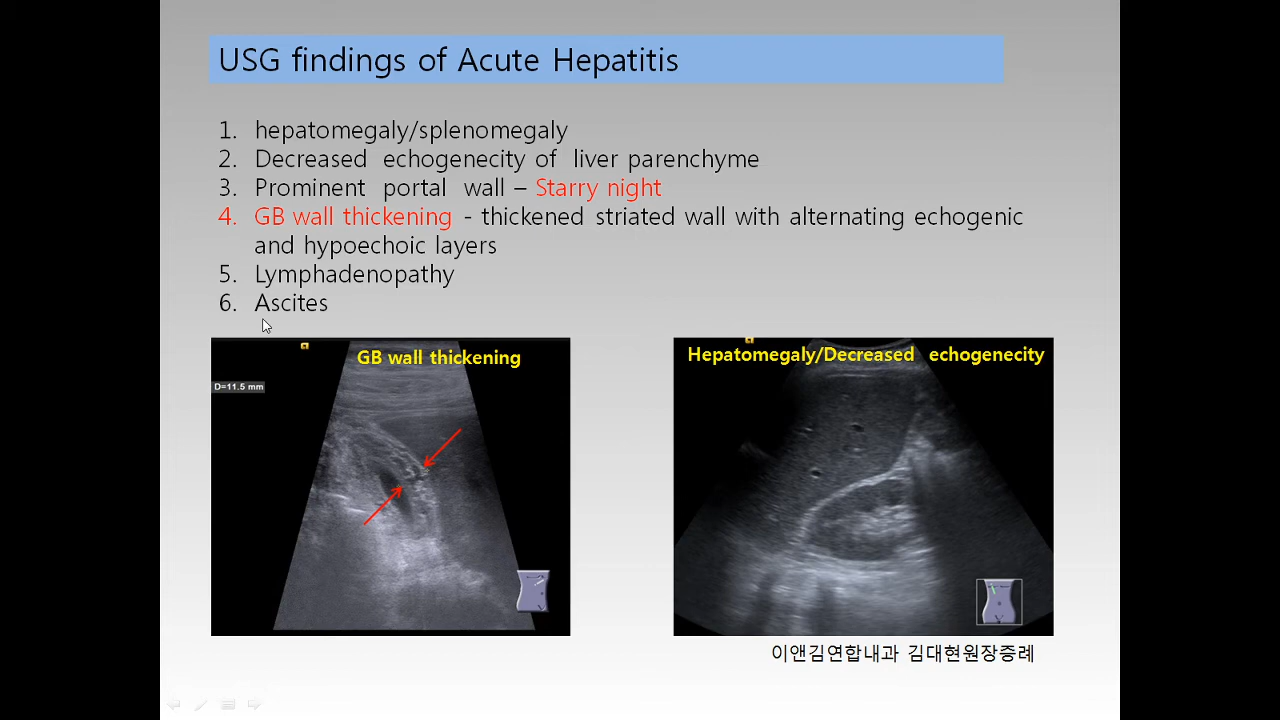 USG findings of Acute Hepatitis
1. hepatomegaly/splenomegaly
2. Decreased echogenecity of liver parenchyme
3. Prominent portal wall – Starry night
4. GB wall thickening - thickened striated wall with alternating echogenic
and hypoechoic layers
5. Lymphadenopathy
6. Ascites
GB wall thickening
D=11.5 mm
Hepatomegaly/Decreased echogenecity
이앤김연합내과 김대현원장증례